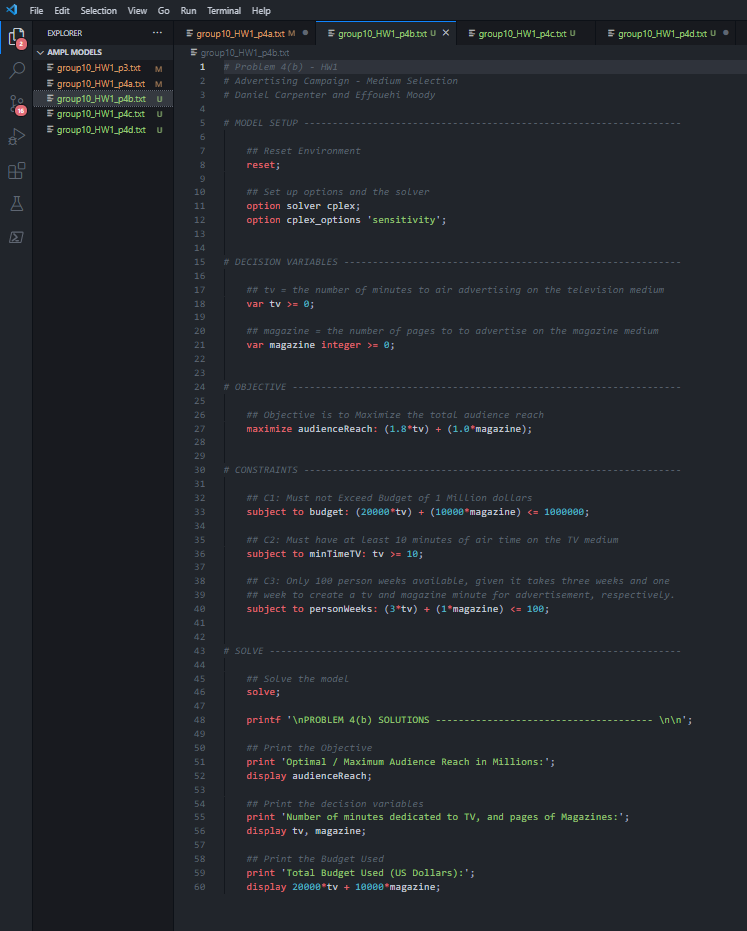 File Edit Selection View Go Run Terminal Help
EXPLORER ...
AMPL MODELS
group10_HW1_p3.txt M
group10_HW1_p4a.txt M
group10_HW1_p4b.txt U
group10_HW1_p4c.txt U
group10_HW1_p4d.txt U
2
16
group10_HW1_p4a.txt M
group10_HW1_p4b.txt U
group10_HW1_p4c.txt U
group10_HW1_p4d.txt U
group10_HW1_p4b.txt
1 # Problem 4(b) - HW1
2 # Advertising Campaign - Medium Selection
3 # Daniel Carpenter and Effouehi Moody
4
5 # MODEL SETUP ------------------------------------------------------------------
6
7 ## Reset Environment
8 reset;
9
10 ## Set up options and the solver
11 option solver cplex;
12 option cplex_options 'sensitivity';
13
14
15 # DECISION VARIABLES -----------------------------------------------------------
16
17 ## tv = the number of minutes to air advertising on the television medium
18 var tv >= 0;
19
20 ## magazine = the number of pages to to advertise on the magazine medium
21 var magazine integer >= 0;
22
23
24 # OBJECTIVE --------------------------------------------------------------------
25
26 ## Objective is to Maximize the total audience reach
27 maximize audienceReach: (1.8*tv) + (1.0*magazine);
28
29
30 # CONSTRAINTS ------------------------------------------------------------------
31
32 ## C1: Must not Exceed Budget of 1 Million dollars
33 subject to budget: (20000*tv) + (10000*magazine) <= 1000000;
34
35 ## C2: Must have at least 10 minutes of air time on the TV medium
36 subject to minTimeTV: tv >= 10;
37
38 ## C3: Only 100 person weeks available, given it takes three weeks and one
39 ## week to create a tv and magazine minute for advertisement, respectively.
40 subject to personWeeks: (3*tv) + (1*magazine) <= 100;
41
42
43 # SOLVE ------------------------------------------------------------------------
44
45 ## Solve the model
46 solve;
47
48 printf '\nPROBLEM 4(b) SOLUTIONS -------------------------------------- \n\n';
49
50 ## Print the Objective
51 print 'Optimal / Maximum Audience Reach in Millions:';
52 display audienceReach;
53
54 ## Print the decision variables
55 print 'Number of minutes dedicated to TV, and pages of Magazines:';
56 display tv, magazine;
57
58 ## Print the Budget Used
59 print 'Total Budget Used (US Dollars):';
60 display 20000*tv + 10000*magazine;